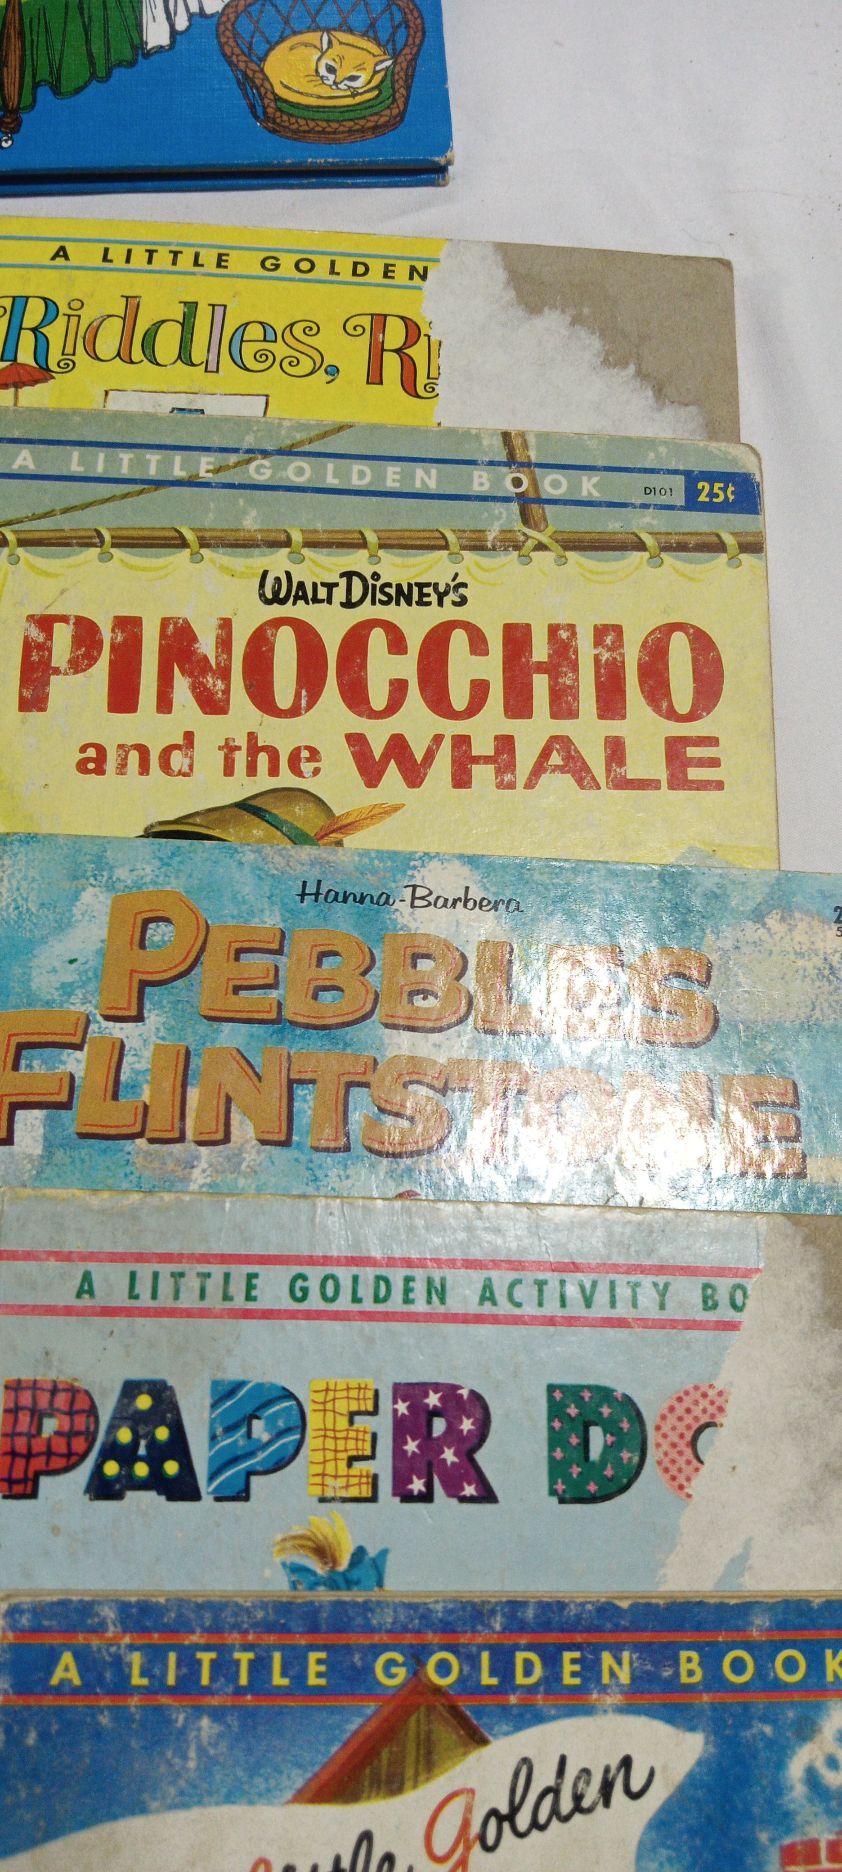 A LITTLE GOLDEN
Riddles, Ri
A LITTLE GOLDEN BOOK D101 25¢
WALT DISNEY'S
PINOCCHIO
and the WHALE
Hanna-Barbera
PEBBLES
FLINTSTONE
A LITTLE GOLDEN ACTIVITY BO
PAPER DO
A LITTLE GOLDEN BOOK
Little Golden